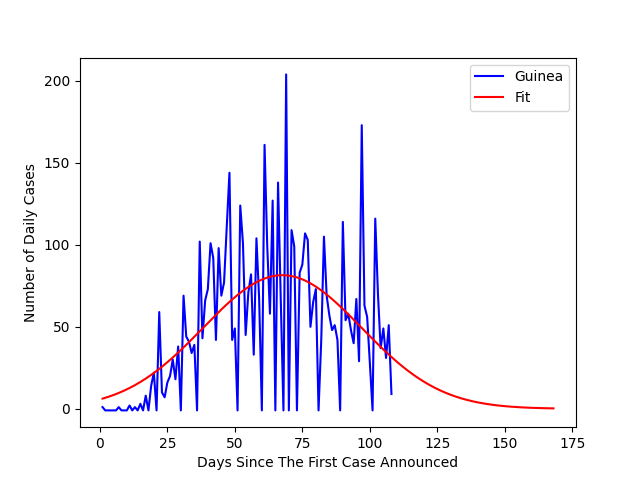 Guinea
Fit
200
150
100
50
0
Number of Daily Cases
0 25 50 75 100 125 150 175
Days Since The First Case Announced